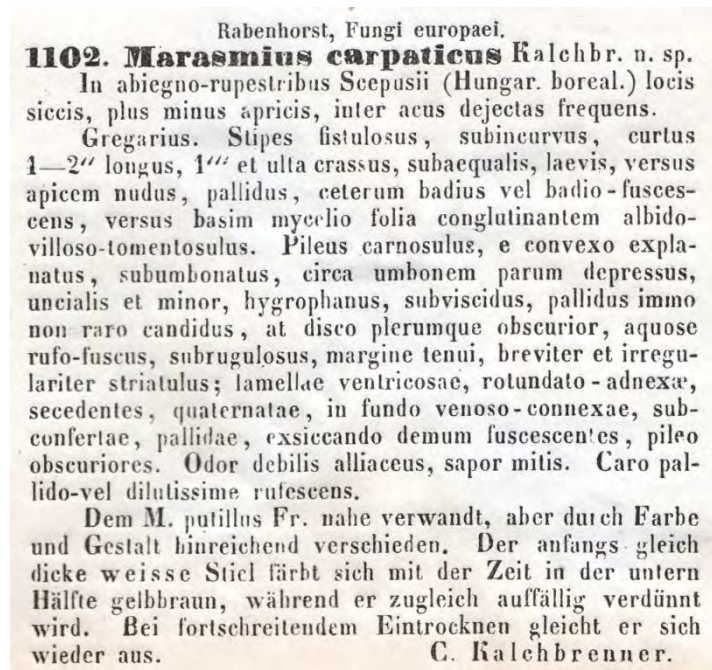 Rabenhorst, Fungi europaei.
1102. Marasmius carpaticus Kalchbr. n. sp.
In abiegno-rupestribus Scepusii (Hungar. boreal.) locis
siccis, plus minus apricis, inter acus dejectas frequens.
Gregarius. Stipes fistulosus, subincurvus, curtus
1—2″ longus, 1‴ et ulta crassus, subaequalis, laevis, versus
apicem nudus, pallidus, ceterum badius vel badio-fusces-
cens, versus basim mycelio folia conglutinantem albido-
villoso-tomentosulus. Pileus carnosulus, e convexo expla-
natus, subumbonatus, circa umbonem parum depressus,
uncialis et minor, hygrophanus, subviscidus, pallidus immo
non raro candidus, at disco plerumque obscurior, aquose
rufo-fuscus, subrugulosus, margine tenui, breviter et irregu-
lariter striatulus; lamellae ventricosae, rotundato-adnexae,
secedentes, quaternatae, in fundo venoso-connexae, sub-
confertae, pallidae, exsiccando demum fuscescentes, pileo
obscuriores. Odor debilis alliaceus, sapor mitis. Caro pal-
lido-vel dilutissime rufescens.
Dem M. putillus Fr. nahe verwandt, aber durch Farbe
und Gestalt hinreichend verschieden. Der anfangs gleich
dicke weisse Stiel färbt sich mit der Zeit in der untern
Hälfte gelbbraun, während er zugleich auffällig verdünnt
wird. Bei fortschreitendem Eintrocknen gleicht er sich
wieder aus. C. Kalchbrenner.